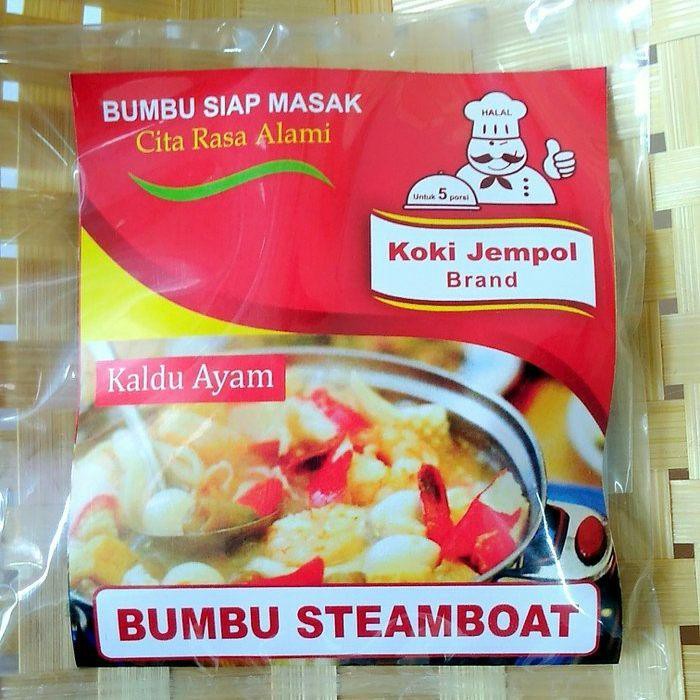 BUMBU SIAP MASAK
Cita Rasa Alami
HALAL
Untuk 5 porsi
Koki Jempol
Brand
Kaldu Ayam
BUMBU STEAMBOAT